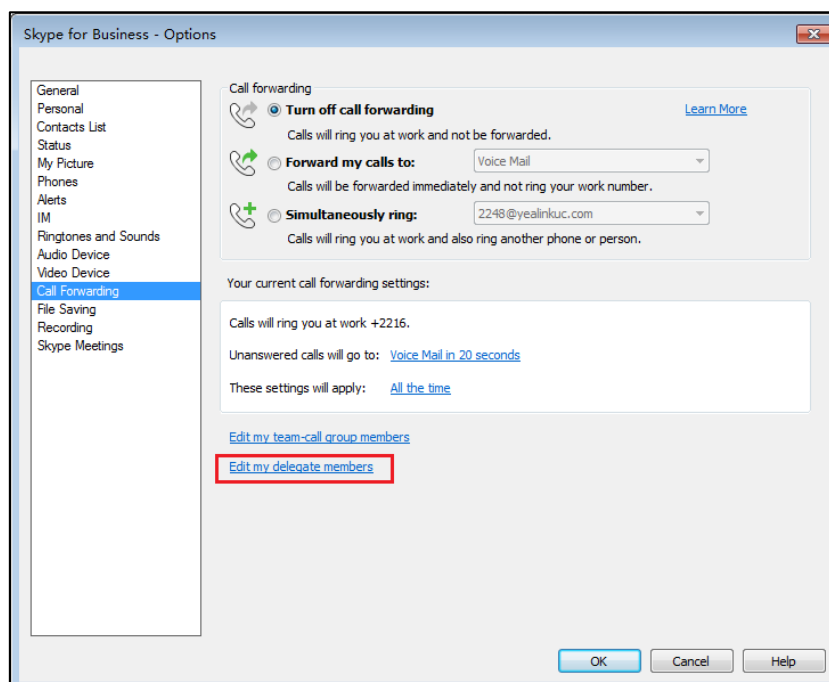 Skype for Business - Options
General
Personal
Contacts List
Status
My Picture
Phones
Alerts
IM
Ringtones and Sounds
Audio Device
Video Device
Call Forwarding
File Saving
Recording
Skype Meetings
Call forwarding
Turn off call forwarding
Learn More
Calls will ring you at work and not be forwarded.
Forward my calls to:
Voice Mail
Calls will be forwarded immediately and not ring your work number.
Simultaneously ring:
2248@yealinkuc.com
Calls will ring you at work and also ring another phone or person.
Your current call forwarding settings:
Calls will ring you at work +2216.
Unanswered calls will go to: Voice Mail in 20 seconds
These settings will apply: All the time
Edit my team-call group members
Edit my delegate members
OK
Cancel
Help